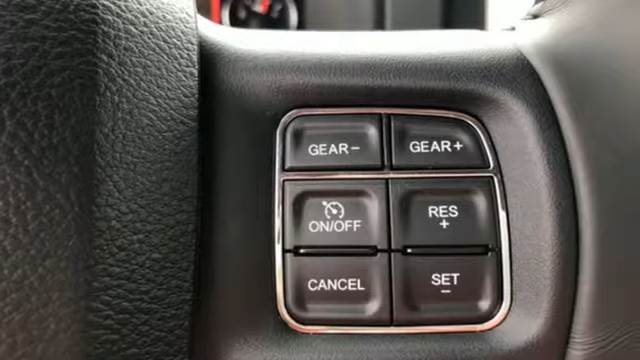 GEAR- GEAR+
ON/OFF RES +
CANCEL SET -